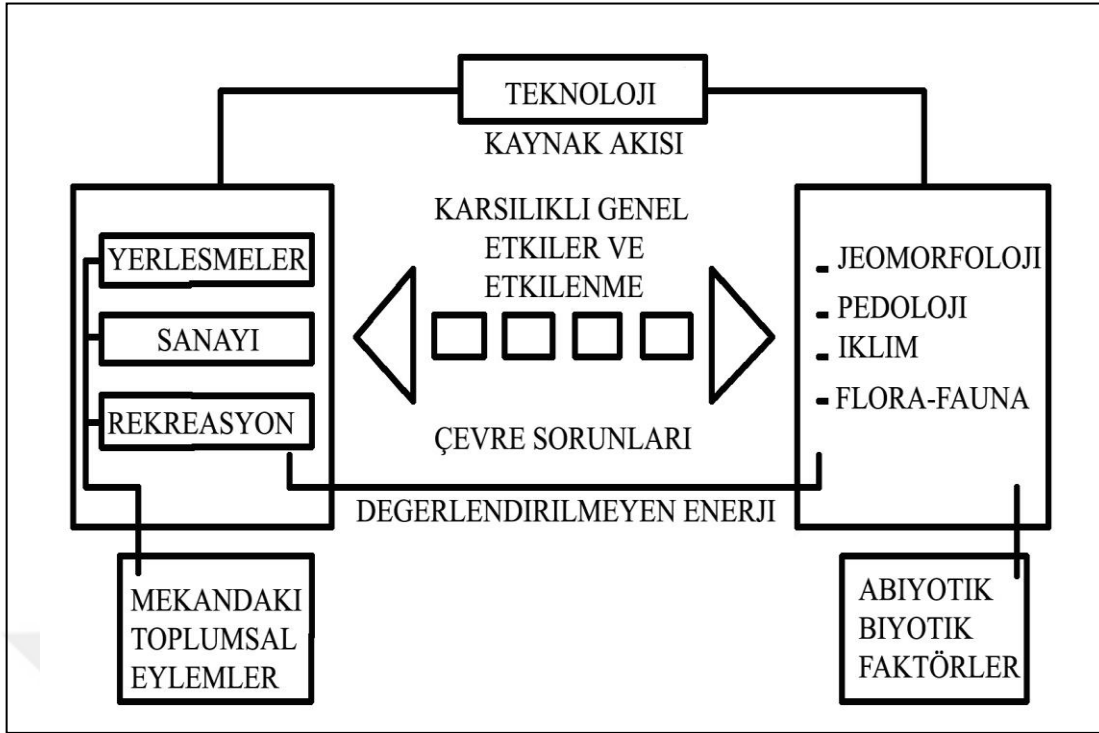 TEKNOLOJI
KAYNAK AKISI
KARSILIKLI GENEL
ETKILER VE
ETKILENME
YERLESMELER
SANAYI
REKREASYON
JEOMORFOLOJI
PEDOLOJI
IKLIM
FLORA-FAUNA
ÇEVRE SORUNLARI
DEGERLENDIRILMEYEN ENERJI
MEKANDAKI
TOPLUMSAL
EYLEMLER
ABIYOTIK
BIYOTIK
FAKTÖRLER